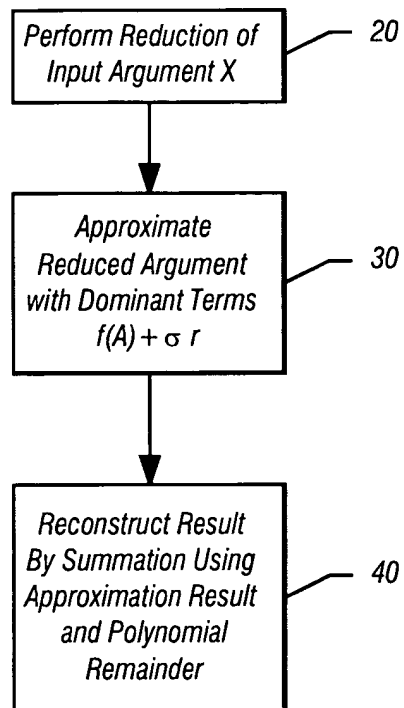 Perform Reduction of
Input Argument X
20
Approximate
Reduced Argument
with Dominant Terms
f(A) + σ r
30
Reconstruct Result
By Summation Using
Approximation Result
and Polynomial
Remainder
40